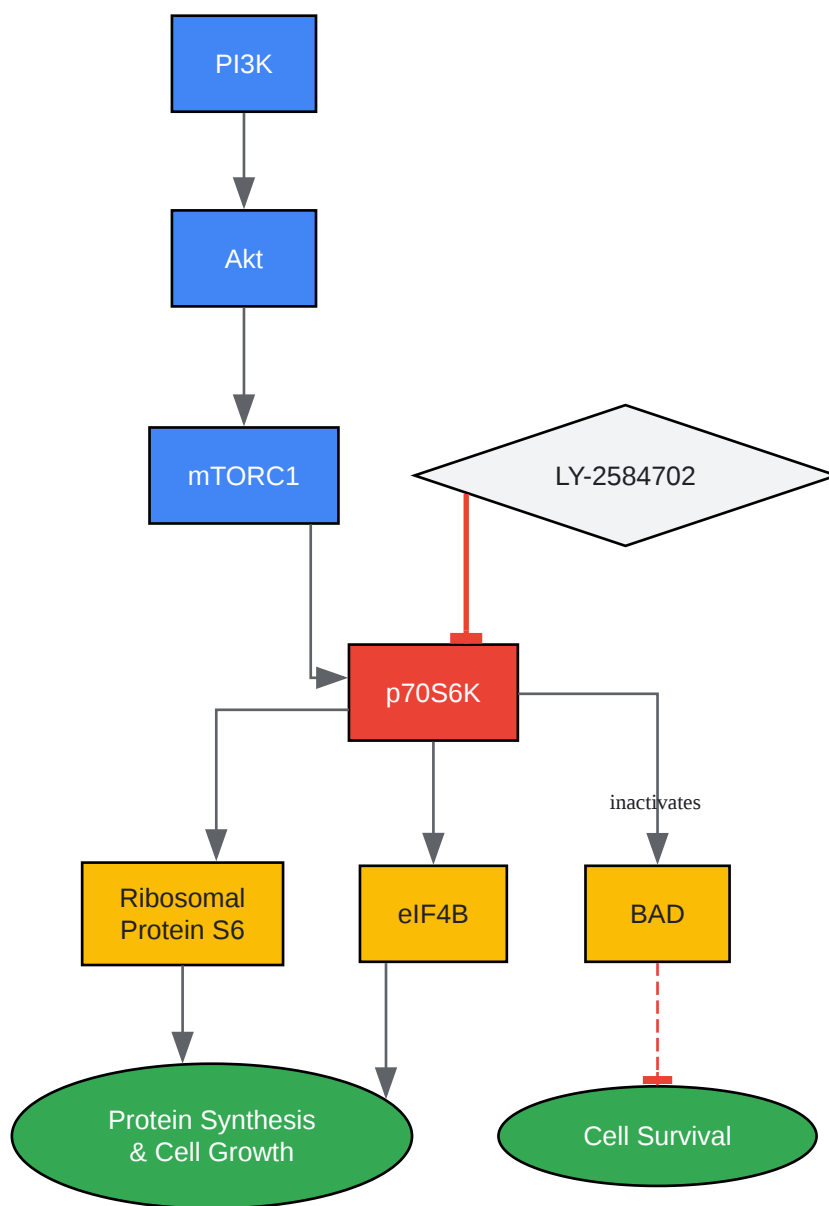 PI3K
Akt
mTORC1
LY-2584702
p70S6K
inactivates
Ribosomal
Protein S6
eIF4B
BAD
Protein Synthesis
& Cell Growth
Cell Survival